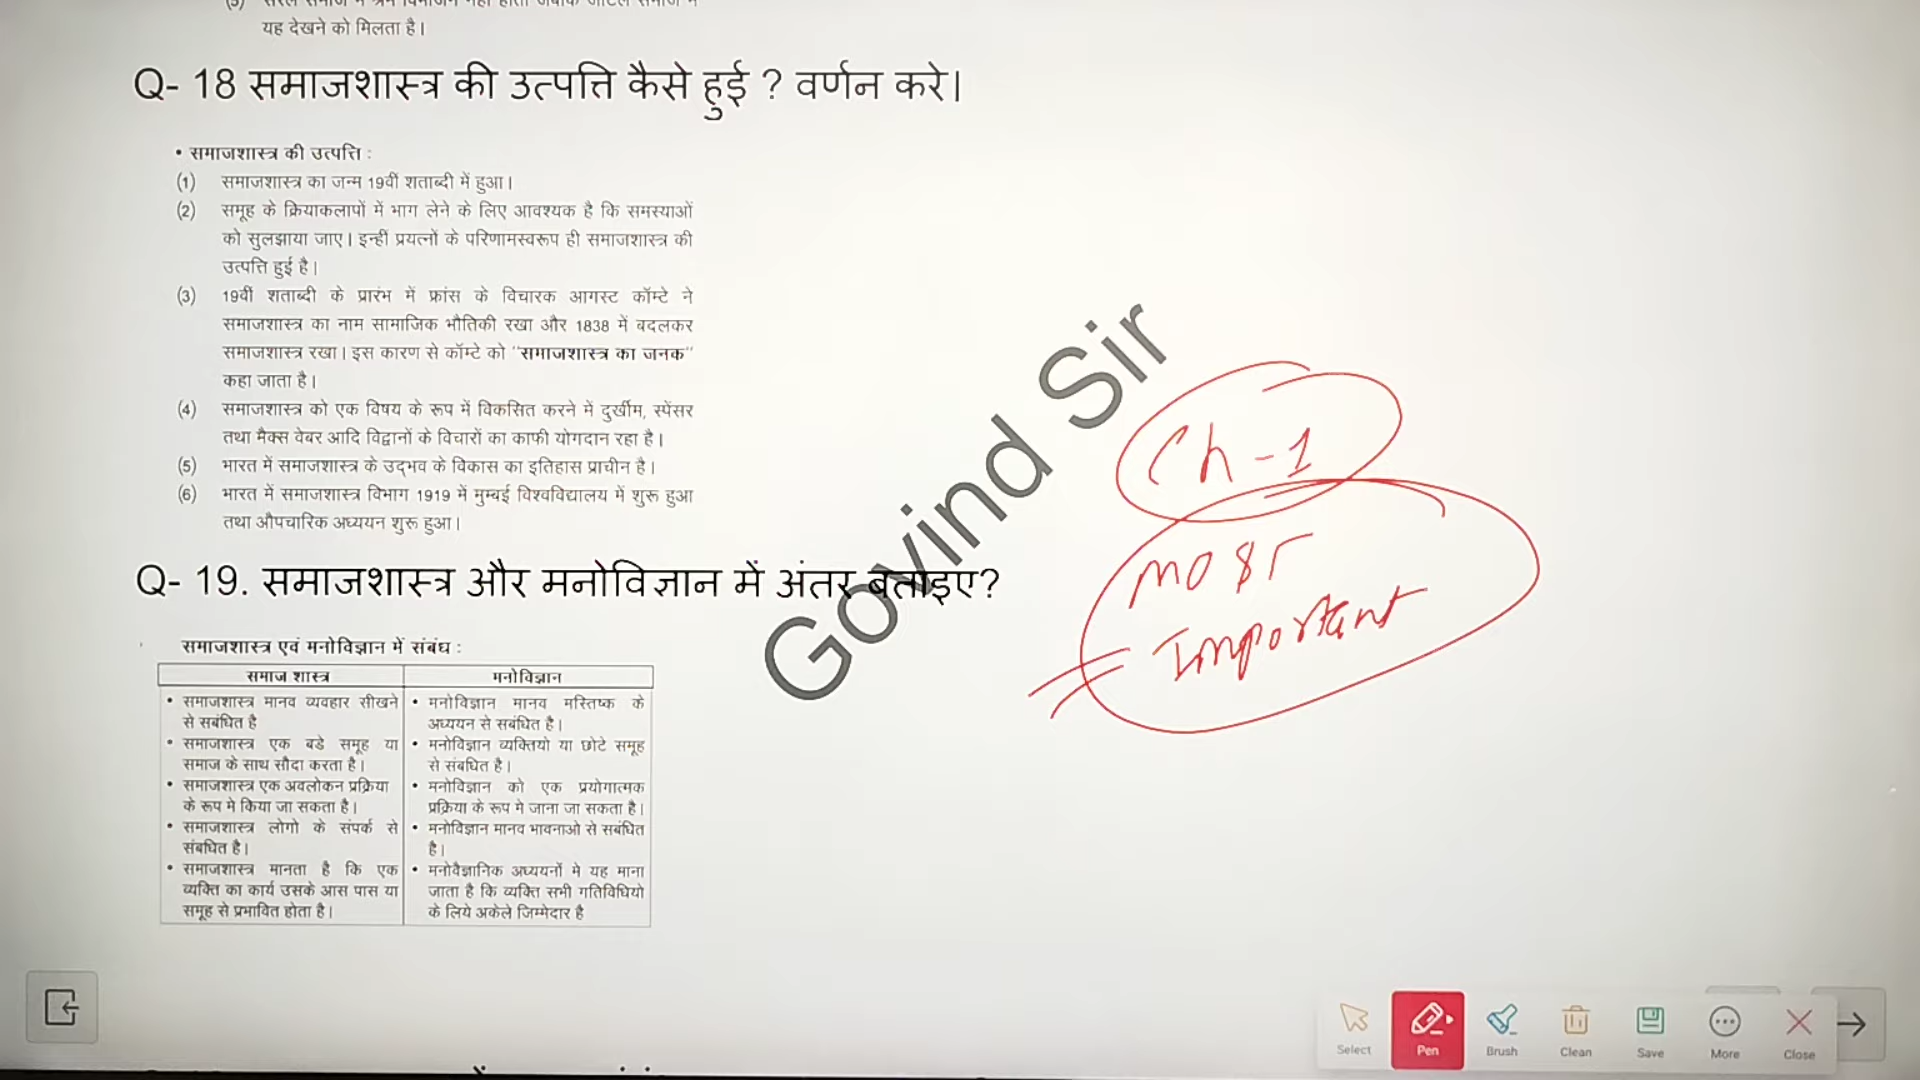 यह देखने को मिलता है।
Q- 18 समाजशास्त्र की उत्पत्ति कैसे हुई ? वर्णन करे।
• समाजशास्त्र की उत्पत्ति :
(1) समाजशास्त्र का जन्म 19वीं शताब्दी में हुआ।
(2) समूह के क्रियाकलापों में भाग लेने के लिए आवश्यक है कि समस्याओं
को सुलझाया जाए। इन्हीं प्रयत्नों के परिणामस्वरूप ही समाजशास्त्र की
उत्पत्ति हुई है।
(3) 19वीं शताब्दी के प्रारंभ में फ्रांस के विचारक आगस्ट कॉम्टे ने
समाजशास्त्र का नाम सामाजिक भौतिकी रखा और 1838 में बदलकर
समाजशास्त्र रखा। इस कारण से कॉम्टे को "समाजशास्त्र का जनक"
कहा जाता है।
(4) समाजशास्त्र को एक विषय के रूप में विकसित करने में दुर्खीम, स्पेंसर
तथा मैक्स वेबर आदि विद्वानों के विचारों का काफी योगदान रहा है।
(5) भारत में समाजशास्त्र के उद्भव के विकास का इतिहास प्राचीन है।
(6) भारत में समाजशास्त्र विभाग 1919 में मुम्बई विश्वविद्यालय में शुरू हुआ
तथा औपचारिक अध्ययन शुरू हुआ।
Govind Sir
Ch-1
MOST
Important
Q- 19. समाजशास्त्र और मनोविज्ञान में अंतर बताइए?
समाजशास्त्र एवं मनोविज्ञान में संबंध :
समाज शास्त्र
• समाजशास्त्र मानव व्यवहार सीखने
से सबंधित है
• समाजशास्त्र एक बडे समूह या
समाज के साथ सौदा करता है।
• समाजशास्त्र एक अवलोकन प्रक्रिया
के रूप मे किया जा सकता है।
• समाजशास्त्र लोगो के संपर्क से
संबधित है।
• समाजशास्त्र मानता है कि एक
व्यक्ति का कार्य उसके आस पास या
समूह से प्रभावित होता है।
मनोविज्ञान
• मनोविज्ञान मानव मस्तिष्क के
अध्ययन से सबंधित है।
• मनोविज्ञान व्यक्तियो या छोटे समूह
से संबधित है।
• मनोविज्ञान को एक प्रयोगात्मक
प्रक्रिया के रूप मे जाना जा सकता है।
• मनोविज्ञान मानव भावनाओ से सबंधित
है।
• मनोवैज्ञानिक अध्ययनों मे यह माना
जाता है कि व्यक्ति सभी गतिविधियो
के लिये अकेले जिम्मेदार है
Select Pen Brush Clean Save More Close